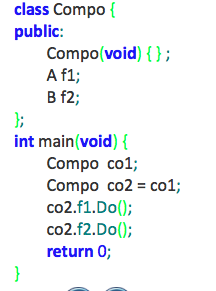 class Compo {
public:
Compo(void) { } ;
A f1;
B f2;
};
int main(void) {
Compo  co1;
Compo  co2 = co1;
co2.f1.Do();
co2.f2.Do();
return 0;
}